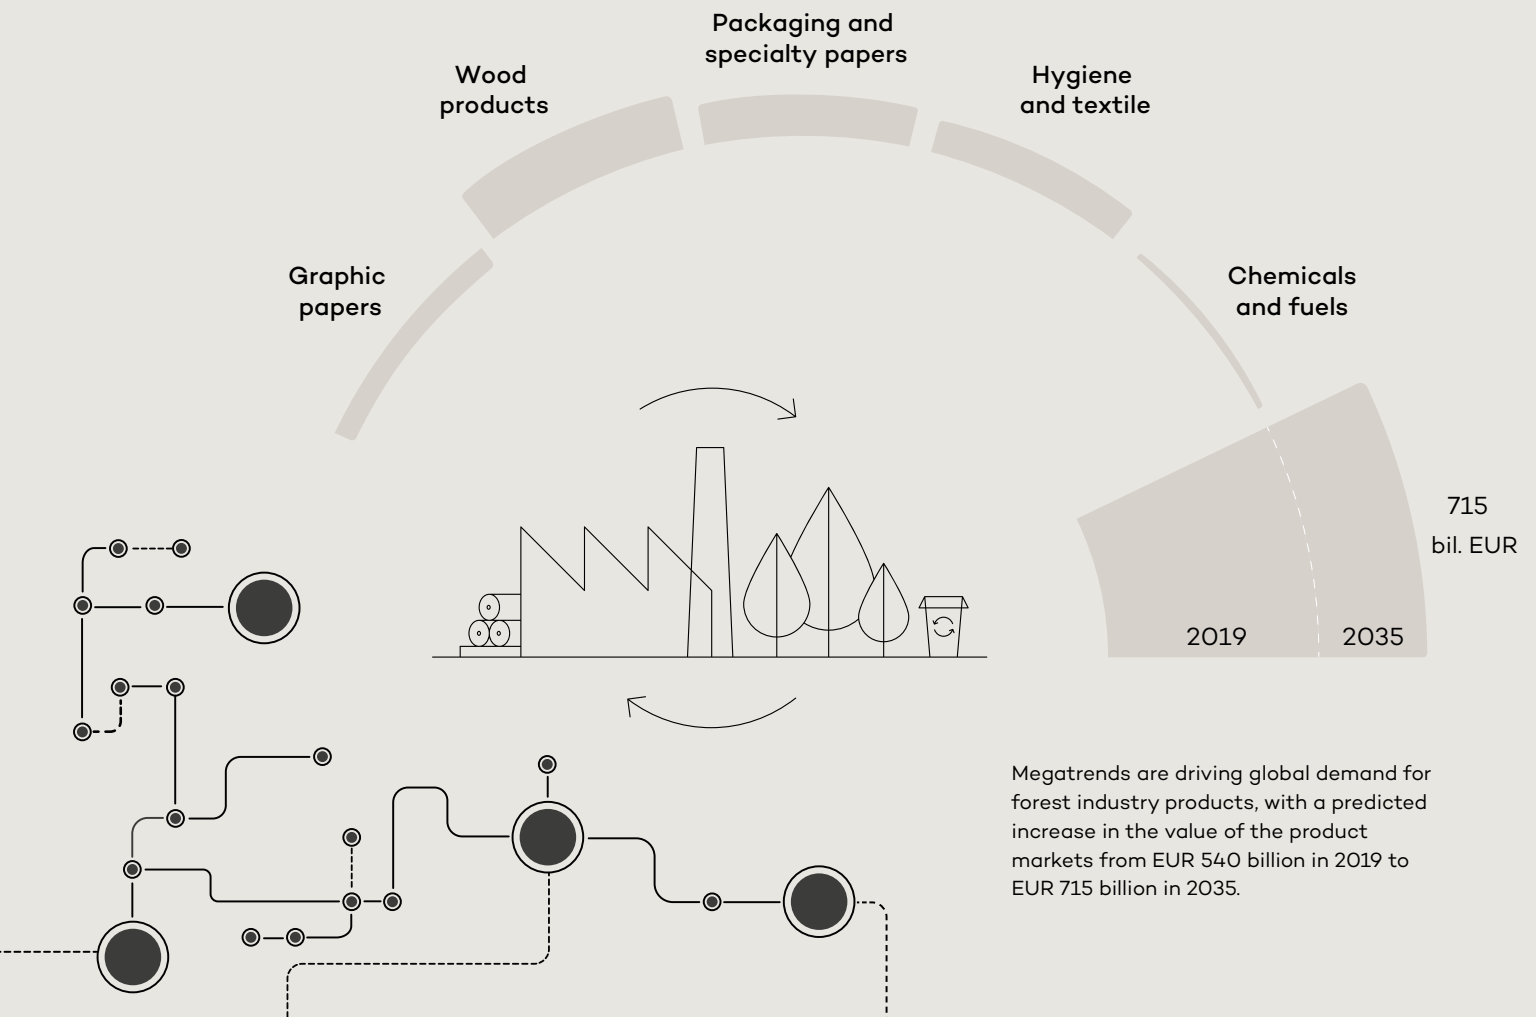 Packaging and
specialty papers
Wood
products
Hygiene
and textile
Graphic
papers
Chemicals
and fuels
715
bil. EUR
2019
2035
Megatrends are driving global demand for
forest industry products, with a predicted
increase in the value of the product
markets from EUR 540 billion in 2019 to
EUR 715 billion in 2035.